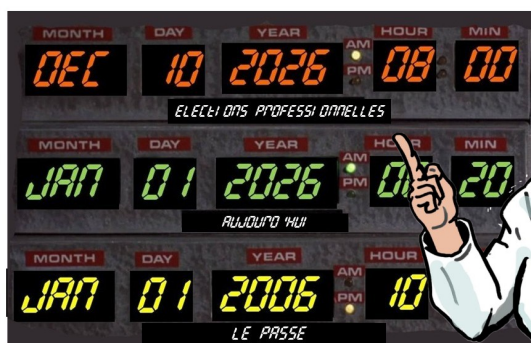 MONTH DAY YEAR AM PM HOUR MIN
DEC 10 2026 08 00
ELECTIONS PROFESSIONNELLES
MONTH DAY YEAR AM PM HOUR MIN
JAN 01 2026 20
AUJOURD'HUI
MONTH DAY YEAR AM PM HOUR
JAN 01 2006 10
LE PASSE